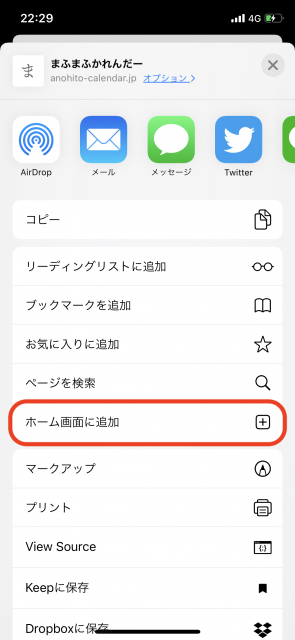 22:29
4G
ま
まふまふかれんだー
anohito-calendar.jp オプション >
AirDrop
メール
メッセージ
Twitter
コピー
リーディングリストに追加
ブックマークを追加
お気に入りに追加
ページを検索
ホーム画面に追加
マークアップ
プリント
View Source
Keepに保存
Dropboxに保存